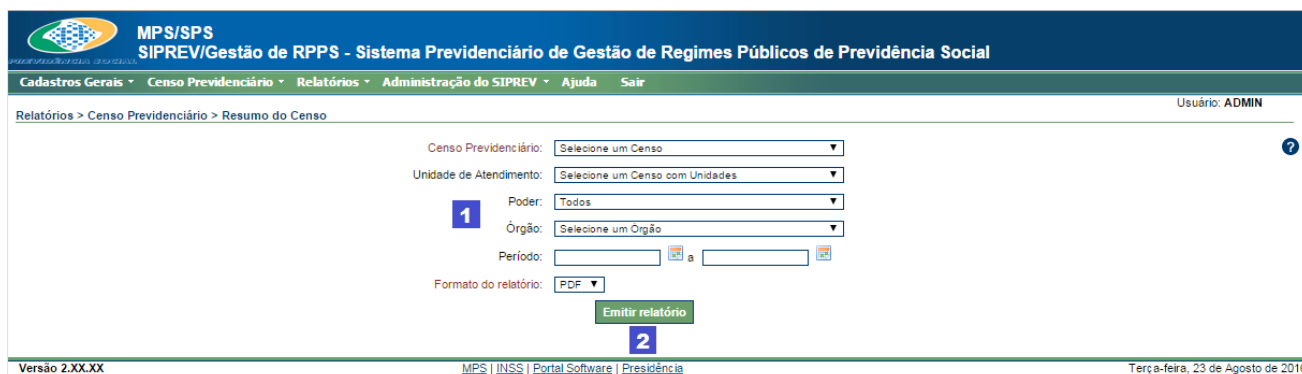 MPS/SPS
SIPREV/Gestão de RPPS - Sistema Previdenciário de Gestão de Regimes Públicos de Previdência Social
PREVIDÊNCIA SOCIAL
Cadastros Gerais Censo Previdenciário Relatórios Administração do SIPREV Ajuda Sair
Usuário: ADMIN
Relatórios > Censo Previdenciário > Resumo do Censo
Censo Previdenciário: Selecione um Censo
?
Unidade de Atendimento: Selecione um Censo com Unidades
Poder: Todos
1
Órgão: Selecione um Órgão
Período: a
Formato do relatório: PDF
Emitir relatório
2
Versão 2.XX.XX MPS | INSS | Portal Software | Presidência Terça-feira, 23 de Agosto de 2016